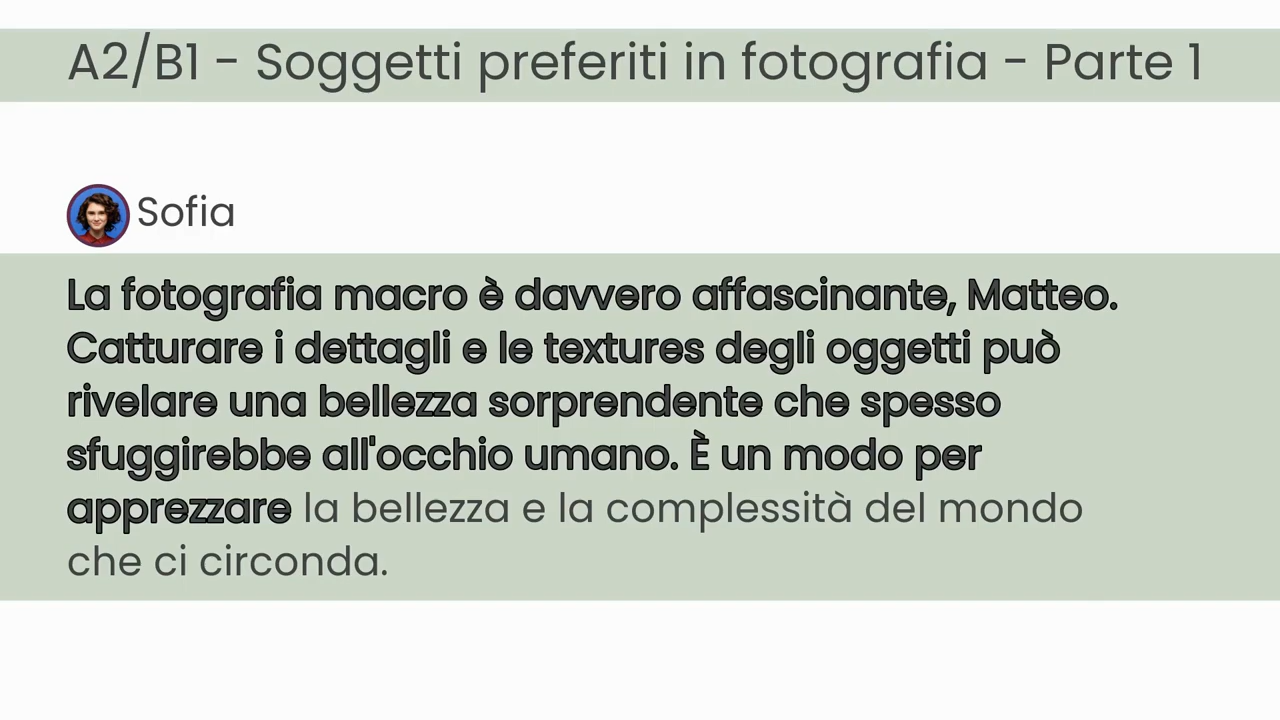 A2/B1 - Soggetti preferiti in fotografia - Parte 1
Sofia
La fotografia macro è davvero affascinante, Matteo.
Catturare i dettagli e le textures degli oggetti può
rivelare una bellezza sorprendente che spesso
sfuggirebbe all'occhio umano. È un modo per
apprezzare la bellezza e la complessità del mondo
che ci circonda.